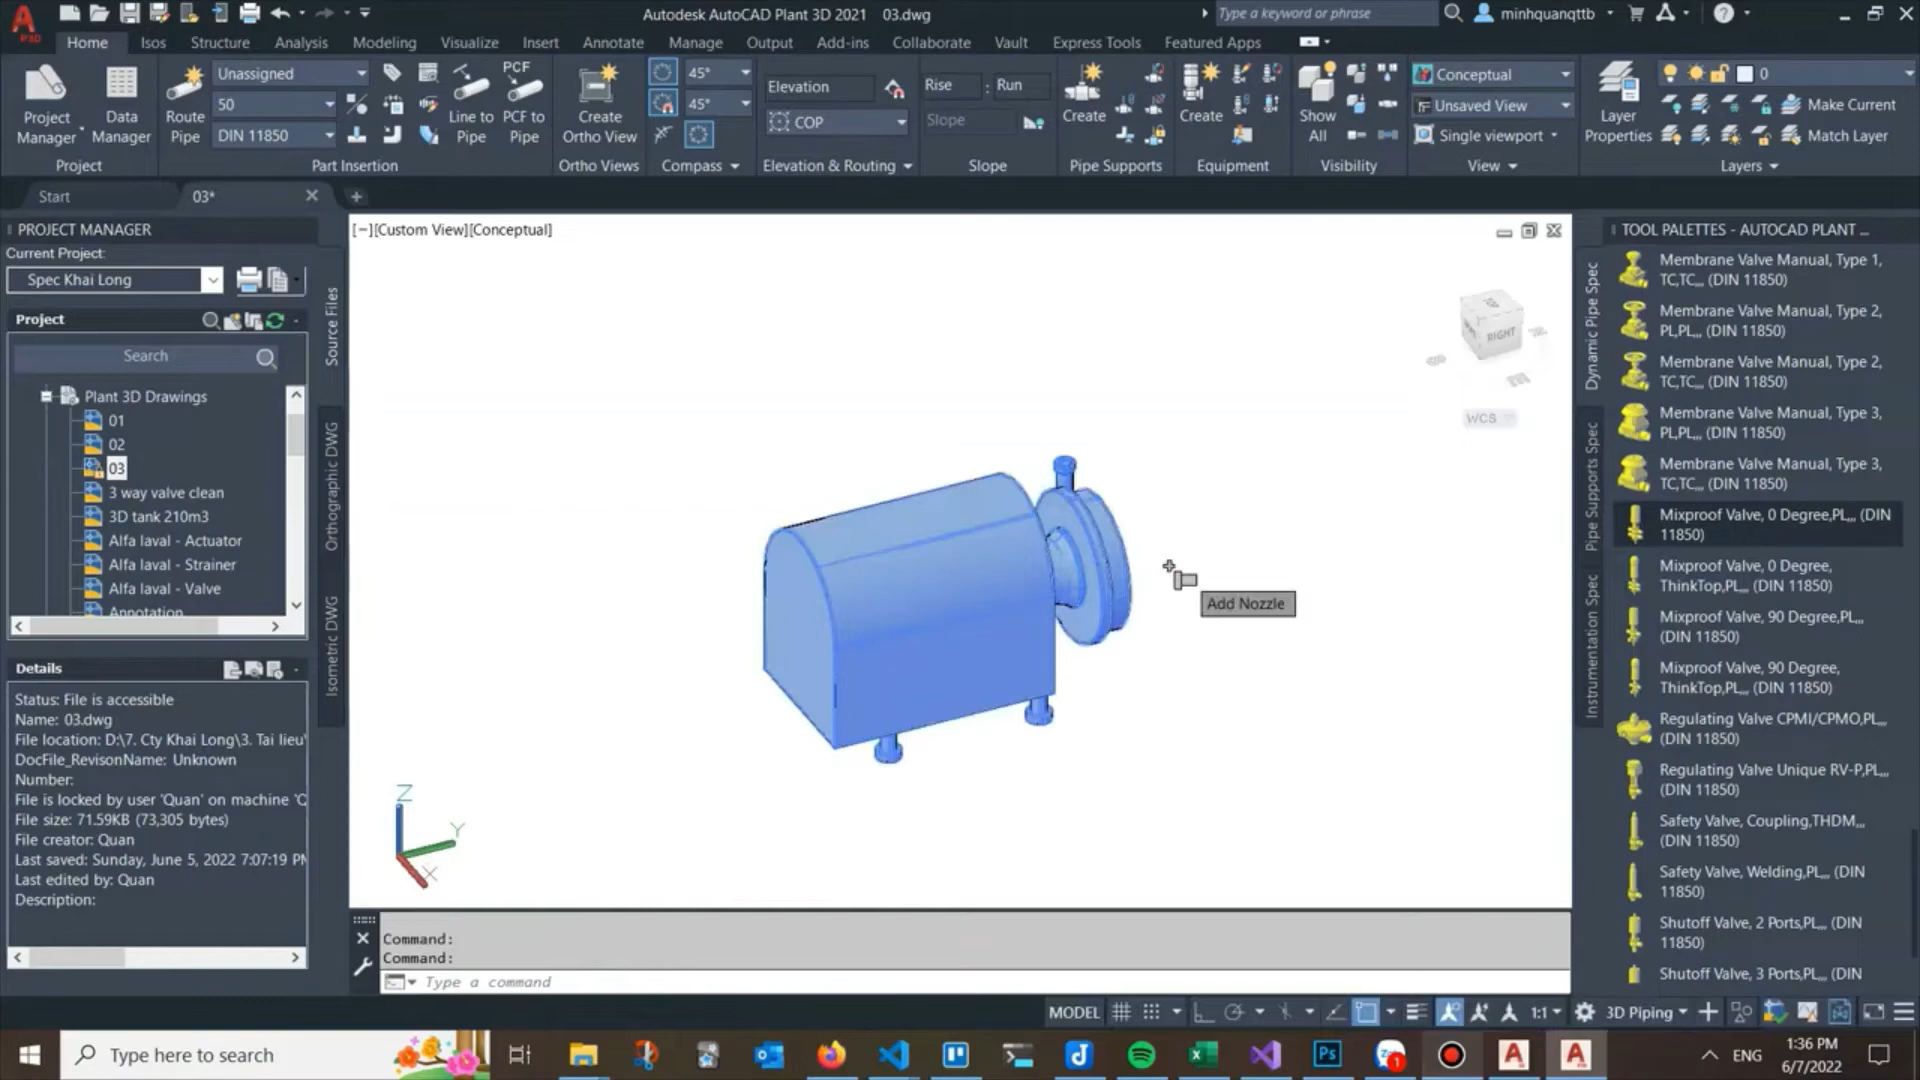 Autodesk AutoCAD Plant 3D 2021 03.dwg
Type a keyword or phrase
minhquanqttb
Home Isos Structure Analysis Modeling Visualize Insert Annotate Manage Output Add-ins Collaborate Vault Express Tools Featured Apps
Project Manager
Data Manager
Project
Route Pipe
Unassigned
50
DIN 11850
Line to Pipe
PCF
PCF to Pipe
Part Insertion
Create Ortho View
Ortho Views
45°
45°
Compass
Elevation
COP
Elevation & Routing
Rise : Run
Slope
Slope
Create
Pipe Supports
Create
Equipment
Show All
Visibility
Conceptual
Unsaved View
Single viewport
View
Layer Properties
0
Make Current
Match Layer
Layers
Start
03*
PROJECT MANAGER
Current Project:
Spec Khai Long
Project
Search
Plant 3D Drawings
01
02
03
3 way valve clean
3D tank 210m3
Alfa laval - Actuator
Alfa laval - Strainer
Alfa laval - Valve
Annotation
Source Files
Orthographic DWG
Isometric DWG
Details
Status: File is accessible
Name: 03.dwg
File location: D:\7. Cty Khai Long\3. Tai lieu\
DocFile_RevisonName: Unknown
Number:
File is locked by user 'Quan' on machine 'Q
File size: 71.59KB (73,305 bytes)
File creator: Quan
Last saved: Sunday, June 5, 2022 7:07:19 PM
Last edited by: Quan
Description:
[−][Custom View][Conceptual]
RIGHT
WCS
Add Nozzle
Z
Y
X
Command:
Command:
Type a command
TOOL PALETTES - AUTOCAD PLANT ...
Dynamic Pipe Spec
Pipe Supports Spec
Instrumentation Spec
Membrane Valve Manual, Type 1,
TC,TC,,, (DIN 11850)
Membrane Valve Manual, Type 2,
PL,PL,,, (DIN 11850)
Membrane Valve Manual, Type 2,
TC,TC,,, (DIN 11850)
Membrane Valve Manual, Type 3,
PL,PL,,, (DIN 11850)
Membrane Valve Manual, Type 3,
TC,TC,,, (DIN 11850)
Mixproof Valve, 0 Degree,PL,,, (DIN
11850)
Mixproof Valve, 0 Degree,
ThinkTop,PL,,, (DIN 11850)
Mixproof Valve, 90 Degree,PL,,,
(DIN 11850)
Mixproof Valve, 90 Degree,
ThinkTop,PL,,, (DIN 11850)
Regulating Valve CPMI/CPMO,PL,,,
(DIN 11850)
Regulating Valve Unique RV-P,PL,,,
(DIN 11850)
Safety Valve, Coupling,THDM,,,
(DIN 11850)
Safety Valve, Welding,PL,,, (DIN
11850)
Shutoff Valve, 2 Ports,PL,,, (DIN
11850)
Shutoff Valve, 3 Ports,PL,,, (DIN
MODEL
1:1
3D Piping
Type here to search
Ps
1
ENG
1:36 PM
6/7/2022